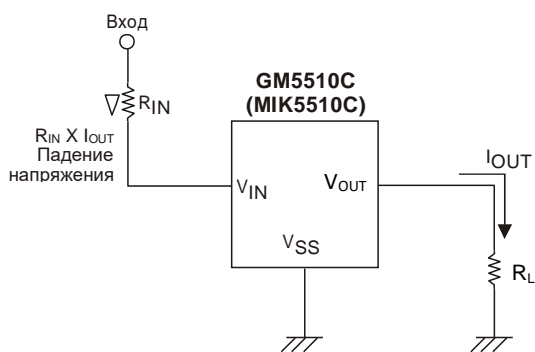 Вход
GM5510C
(MIK5510C)
RIN
RIN X IOUT
Падение
напряжения
VIN
VOUT
VSS
IOUT
RL